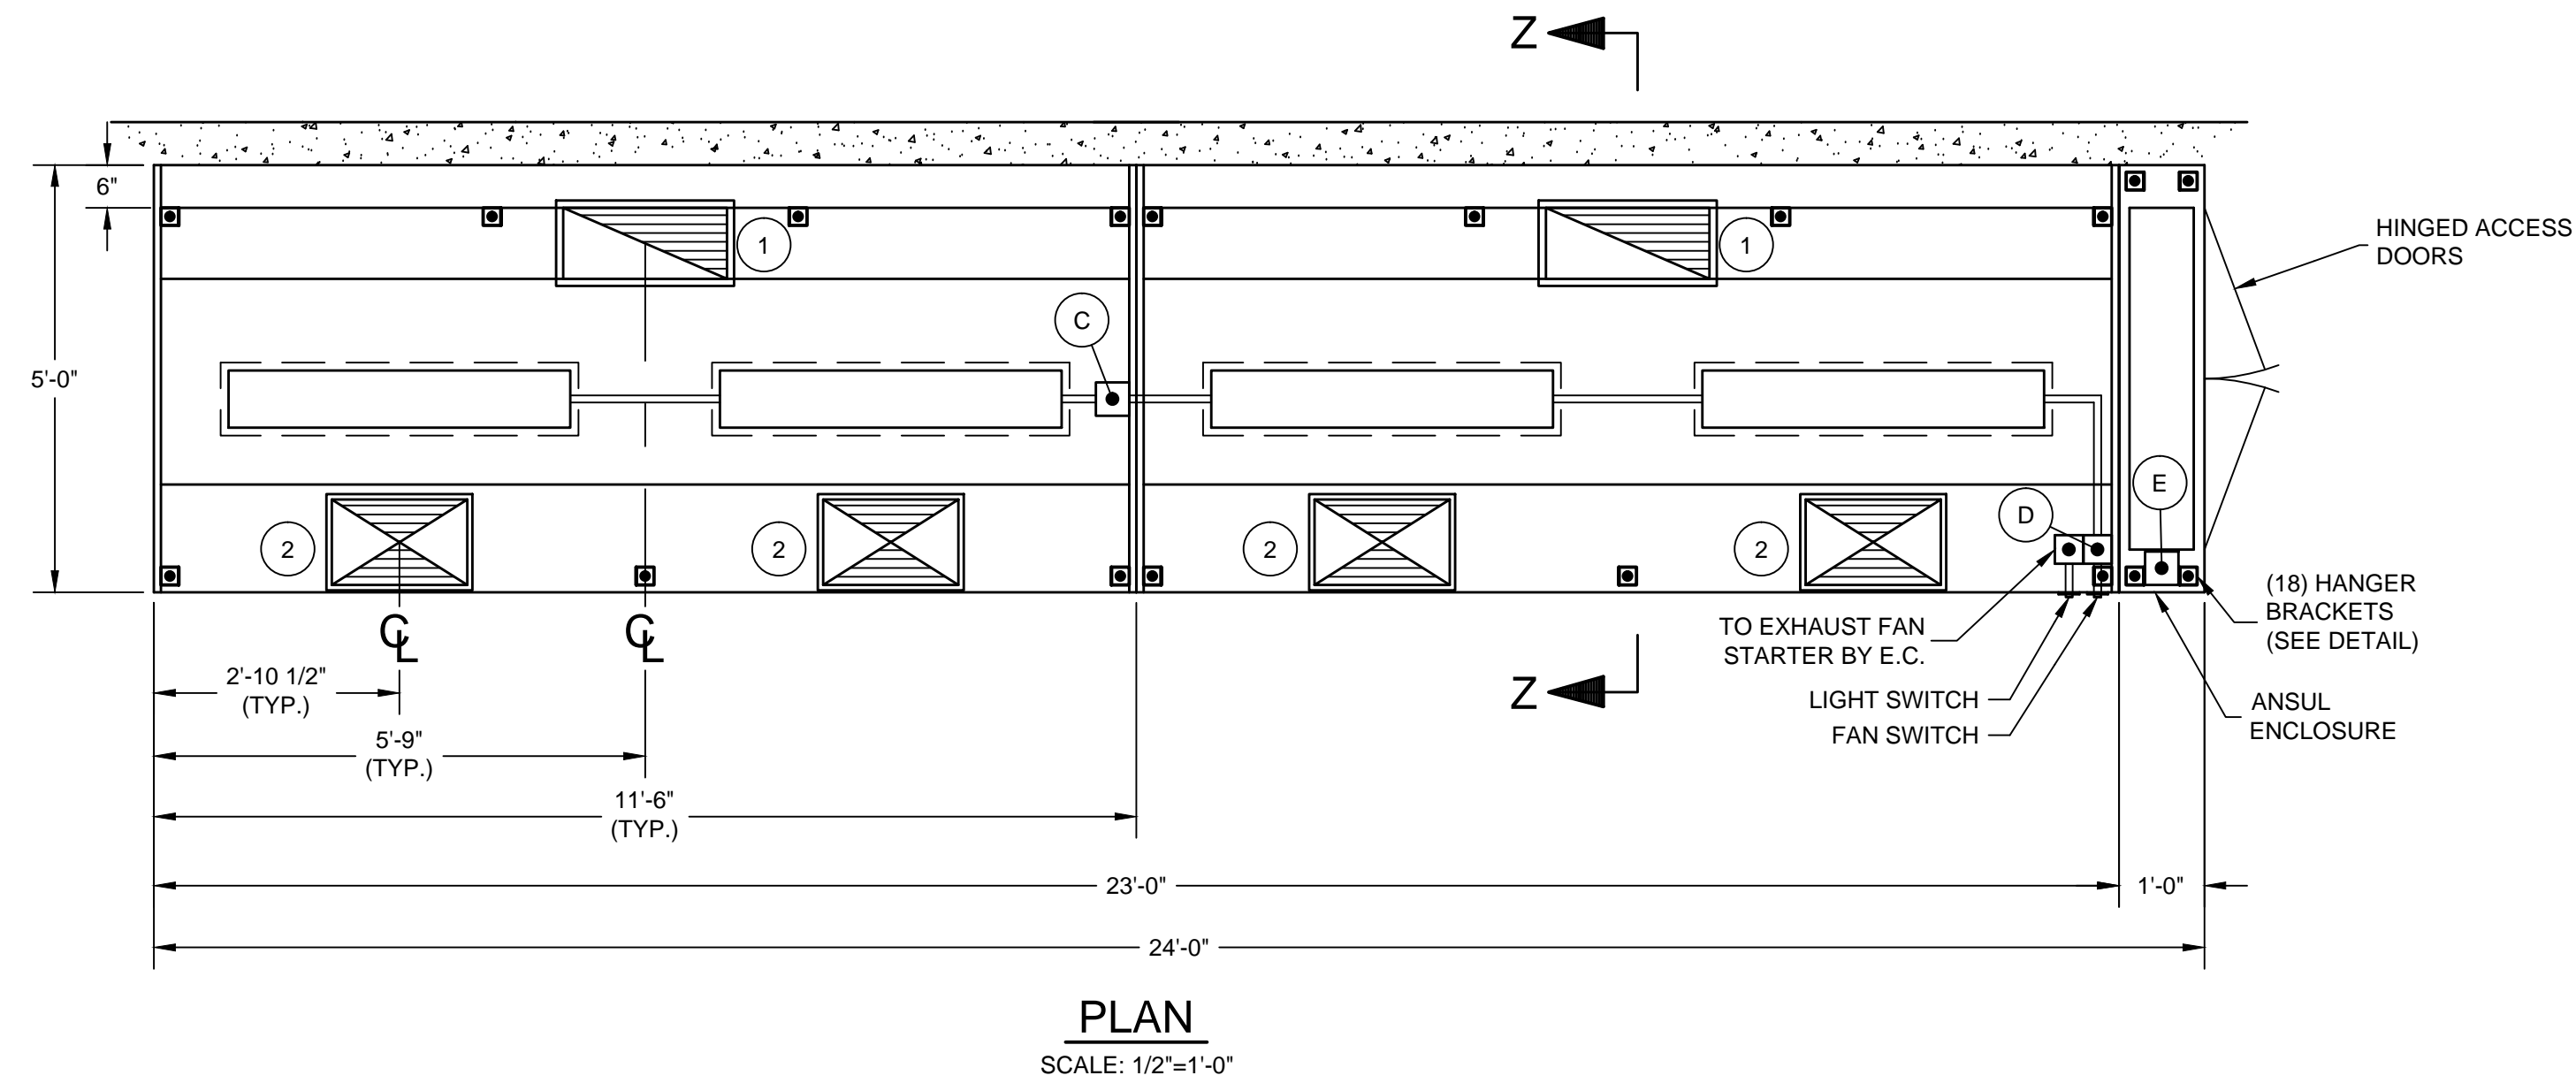 Z
6"
1
1
HINGED ACCESS
DOORS
C
5'-0"
E
D
2
2
2
2
(18) HANGER
BRACKETS
(SEE DETAIL)
TO EXHAUST FAN
STARTER BY E.C.
CL
CL
2'-10 1/2"
(TYP.)
Z
LIGHT SWITCH
ANSUL
ENCLOSURE
FAN SWITCH
5'-9"
(TYP.)
11'-6"
(TYP.)
23'-0"
1'-0"
24'-0"
PLAN
SCALE: 1/2"=1'-0"